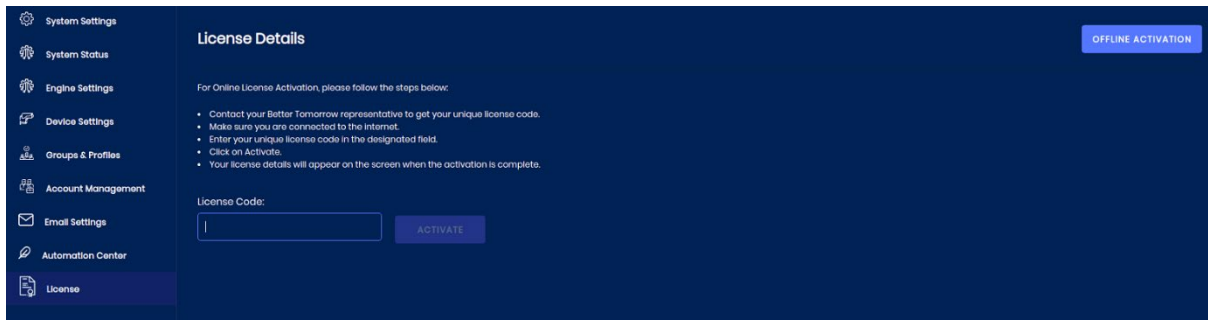 System Settings
System Status
Engine Settings
Device Settings
Groups & Profiles
Account Management
Email Settings
Automation Center
License
License Details
OFFLINE ACTIVATION
For Online License Activation, please follow the steps below:
• Contact your Better Tomorrow representative to get your unique license code.
• Make sure you are connected to the internet.
• Enter your unique license code in the designated field.
• Click on Activate.
• Your license details will appear on the screen when the activation is complete.
License Code:
ACTIVATE